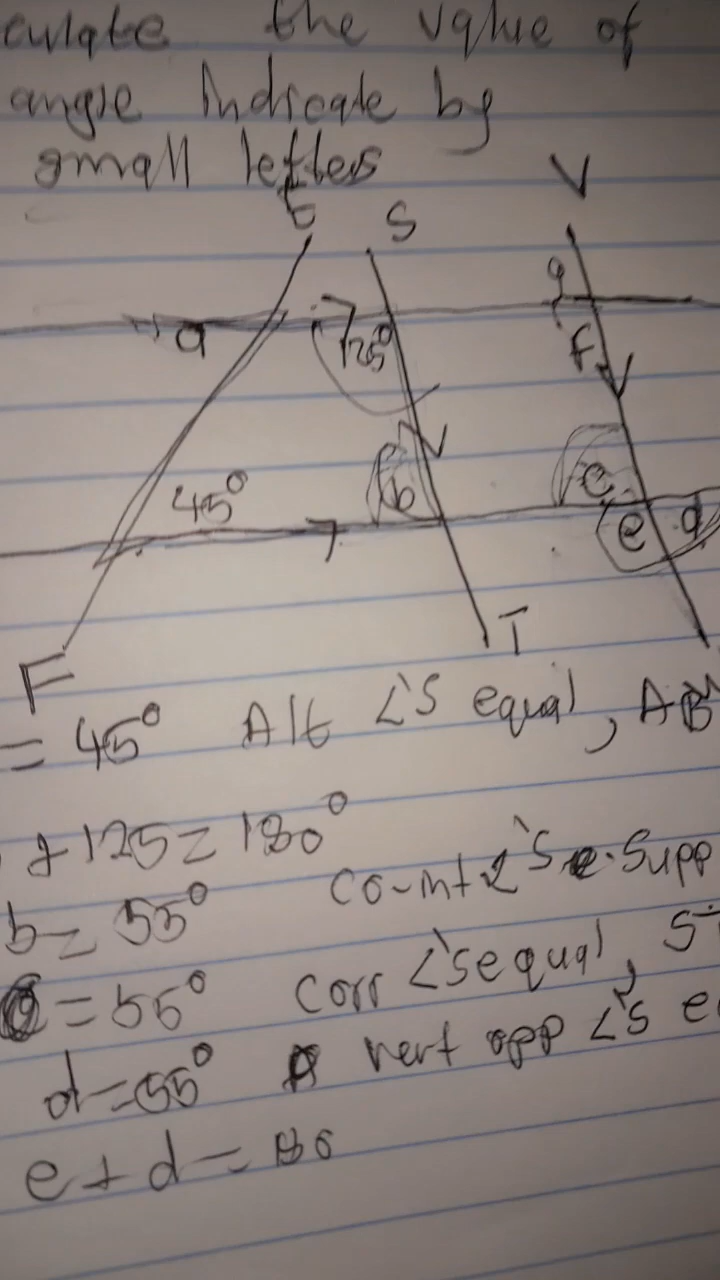 culate the value of
angle indicate by
small letters
E S V
g
a 125°
f
45° b c
e d
F T
= 45° Alt ∠'s equal, AB
+ 125 = 180°
b = 55° co-int ∠'s Supp
= 55° Corr ∠'s equal, S
d = 55° vert opp ∠'s e
e + d = 180